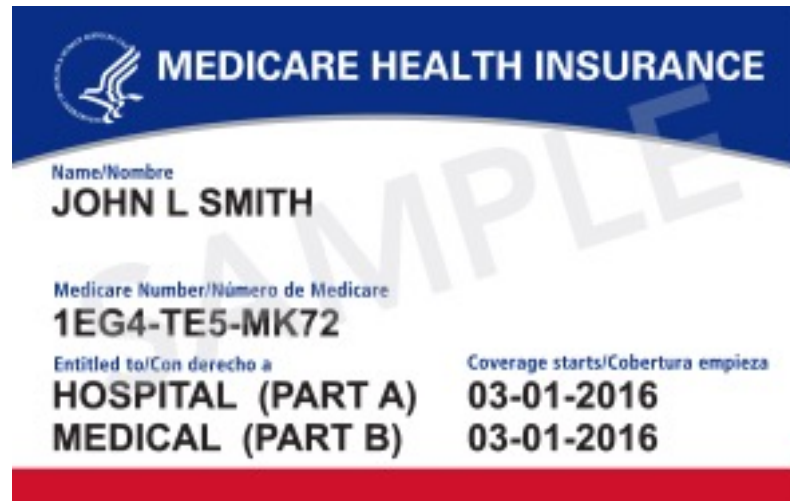 MEDICARE HEALTH INSURANCE
SAMPLE
Name/Nombre
JOHN L SMITH
Medicare Number/Número de Medicare
1EG4-TE5-MK72
Entitled to/Con derecho a Coverage starts/Cobertura empieza
HOSPITAL (PART A) 03-01-2016
MEDICAL (PART B) 03-01-2016